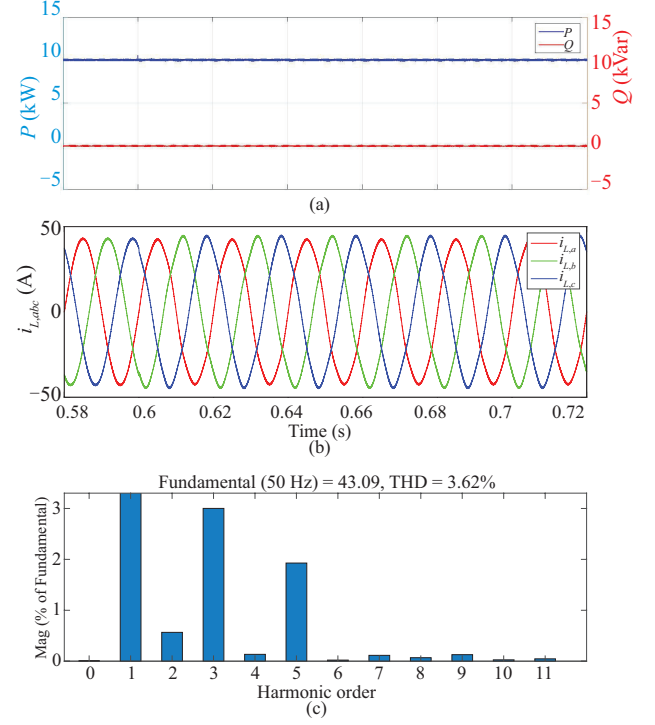 15
10
5
0
−5
P (kW)
P
Q
15
10
5
0
−5
Q (kVar)
(a)
50
0
−50
i_{L,abc} (A)
i_{L,a}
i_{L,b}
i_{L,c}
0.58 0.6 0.62 0.64 0.66 0.68 0.7 0.72
Time (s)
(b)
Fundamental (50 Hz) = 43.09, THD = 3.62%
3
2
1
0
Mag (% of Fundamental)
0 1 2 3 4 5 6 7 8 9 10 11
Harmonic order
(c)